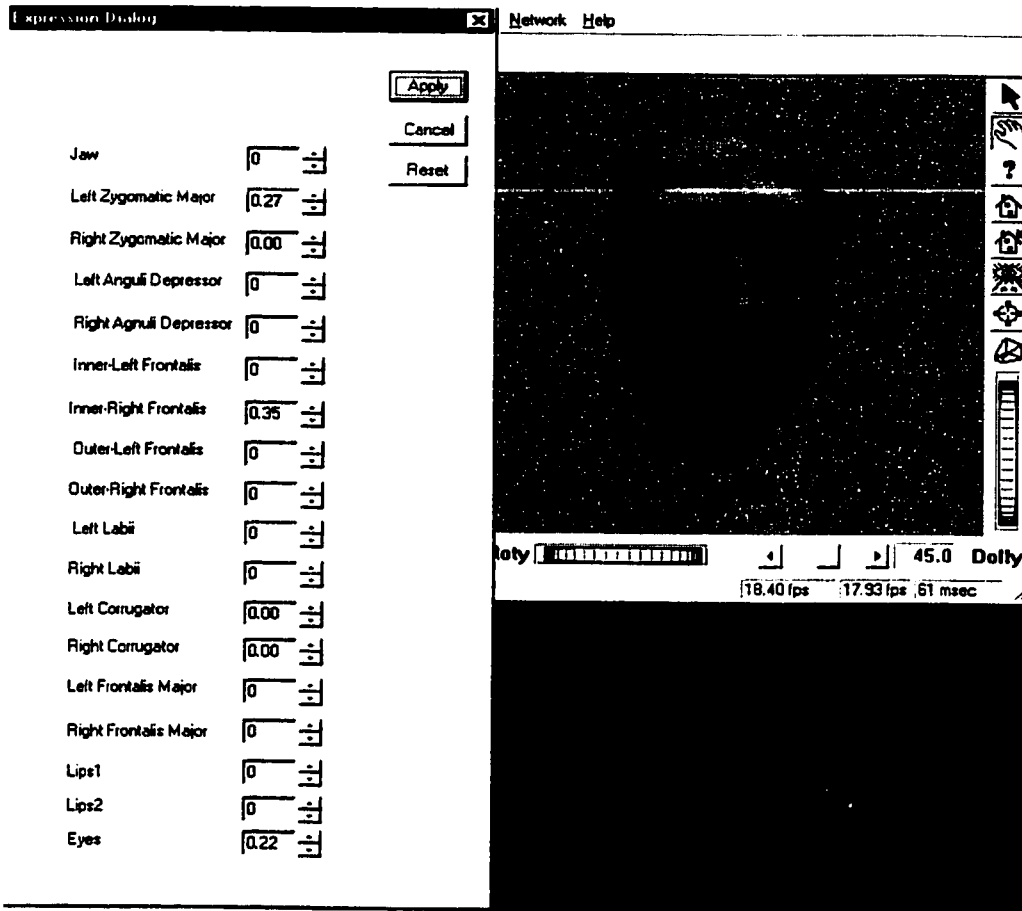 Expression Dialog
Network Help
Apply
Cancel
Reset
Jaw 0
Left Zygomatic Major 0.27
Right Zygomatic Major 0.00
Left Anguli Depressor 0
Right Agnuli Depressor 0
Inner-Left Frontalis 0
Inner-Right Frontalis 0.35
Outer-Left Frontalis 0
Outer-Right Frontalis 0
Left Labii 0
Right Labii 0
Left Corrugator 0.00
Right Corrugator 0.00
Left Frontalis Major 0
Right Frontalis Major 0
Lips1 0
Lips2 0
Eyes 0.22
?
oty 45.0 Dolly
18.40 fps 17.93 fps 61 msec